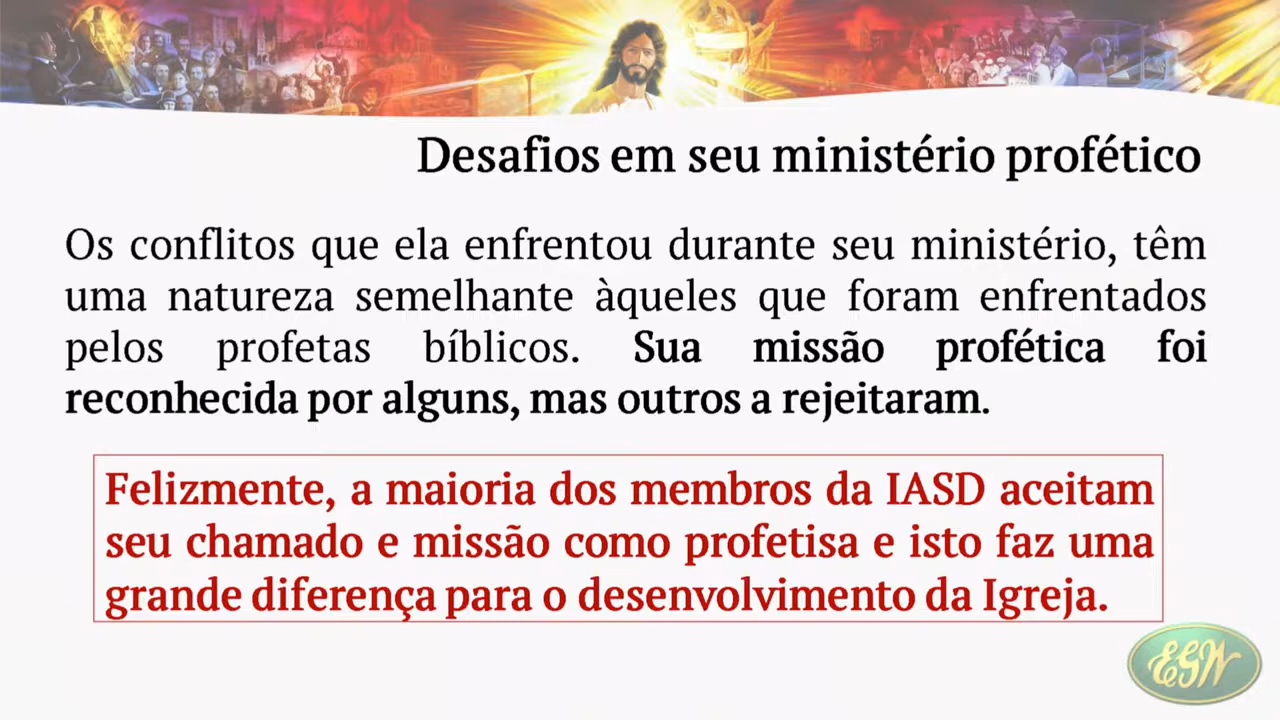 Desafios em seu ministério profético
Os conflitos que ela enfrentou durante seu ministério, têm
uma natureza semelhante àqueles que foram enfrentados
pelos profetas bíblicos. Sua missão profética foi
reconhecida por alguns, mas outros a rejeitaram.
Felizmente, a maioria dos membros da IASD aceitam
seu chamado e missão como profetisa e isto faz uma
grande diferença para o desenvolvimento da Igreja.
EGW